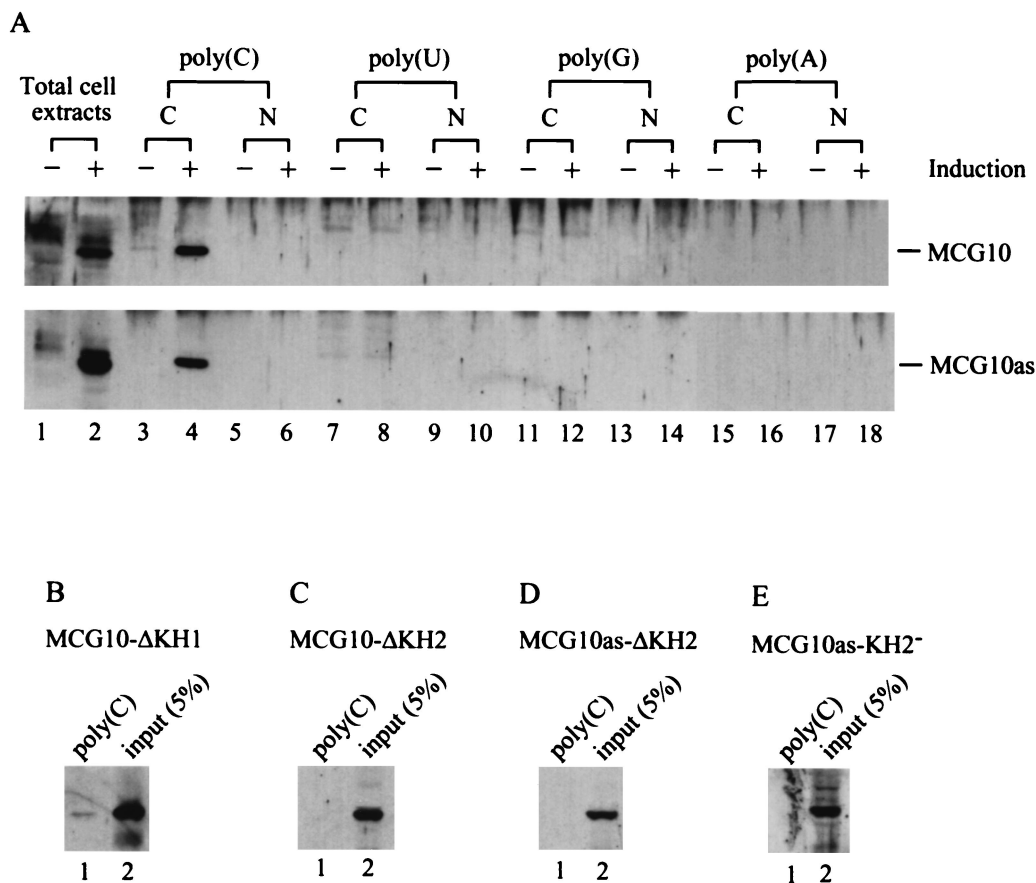 A
poly(C) poly(U) poly(G) poly(A)
Total cell
extracts
C N C N C N C N
− + − + − + − + − + − + − + − + − + Induction
MCG10
MCG10as
1 2 3 4 5 6 7 8 9 10 11 12 13 14 15 16 17 18
B C D E
MCG10-ΔKH1 MCG10-ΔKH2 MCG10as-ΔKH2 MCG10as-KH2⁻
poly(C) input (5%) poly(C) input (5%) poly(C) input (5%) poly(C) input (5%)
1 2 1 2 1 2 1 2